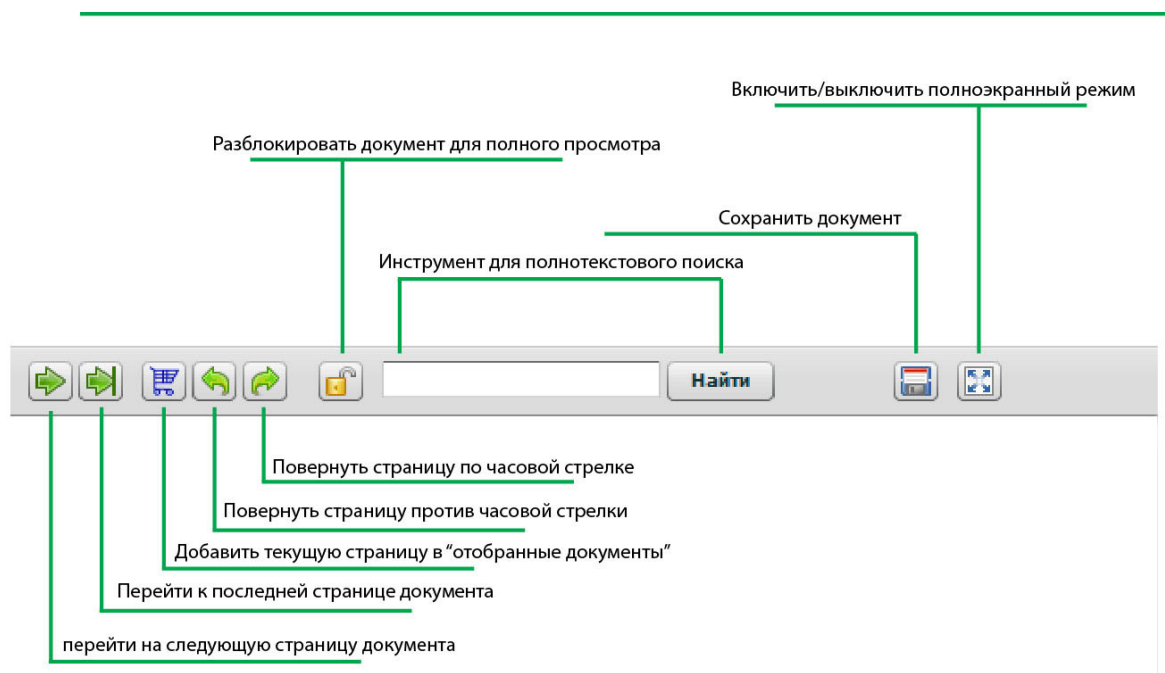 Включить/выключить полноэкранный режим
Разблокировать документ для полного просмотра
Сохранить документ
Инструмент для полнотекстового поиска
Найти
Повернуть страницу по часовой стрелке
Повернуть страницу против часовой стрелки
Добавить текущую страницу в “отобранные документы”
Перейти к последней странице документа
перейти на следующую страницу документа